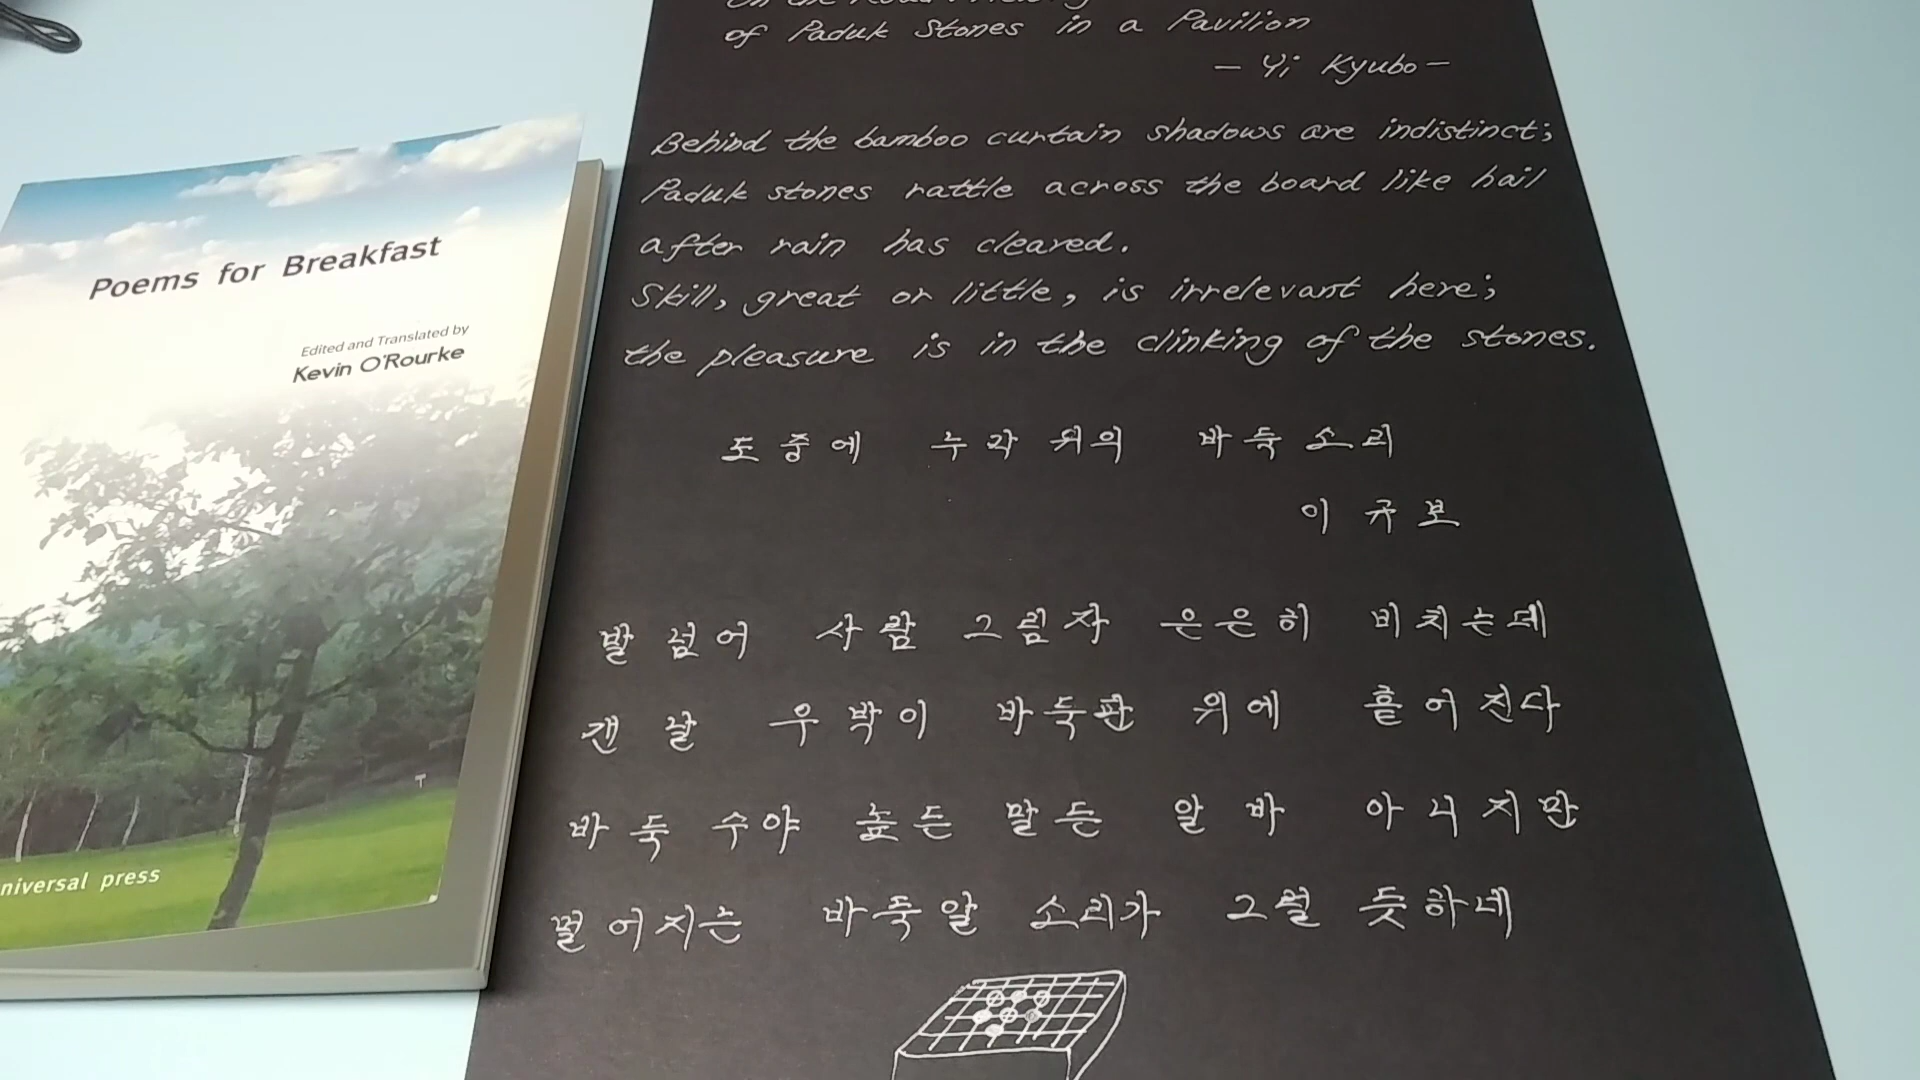 Poems for Breakfast
Edited and Translated by
Kevin O'Rourke
niversal press
of Paduk Stones in a Pavilion
— Yi Kyubo —
Behind the bamboo curtain shadows are indistinct;
Paduk stones rattle across the board like hail
after rain has cleared.
Skill, great or little, is irrelevant here;
the pleasure is in the clinking of the stones.
도중에 누각 위의 바둑소리
이규보
발 넘어 사람 그림자 은은히 비치는데
갠 날 우박이 바둑판 위에 흩어진다
바둑 수야 높든 말든 알 바 아니지만
떨어지는 바둑알 소리가 그럴 듯하네